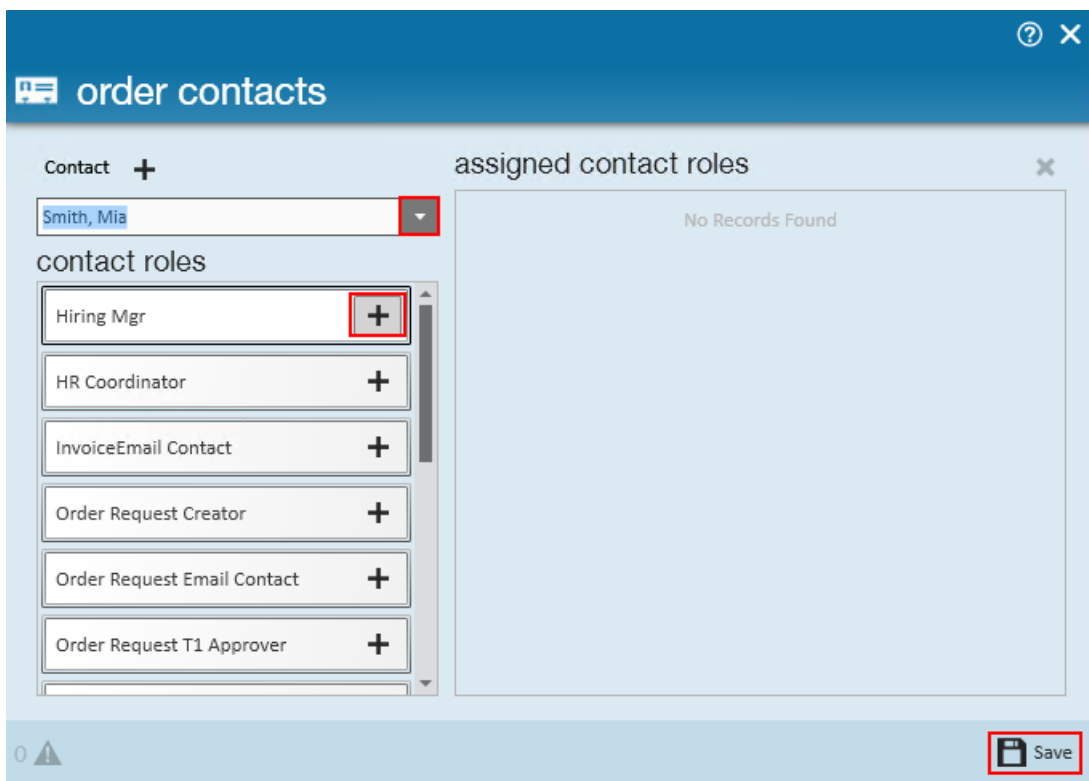 order contacts
Contact
Smith, Mia
contact roles
Hiring Mgr
HR Coordinator
InvoiceEmail Contact
Order Request Creator
Order Request Email Contact
Order Request T1 Approver
assigned contact roles
No Records Found
0
Save